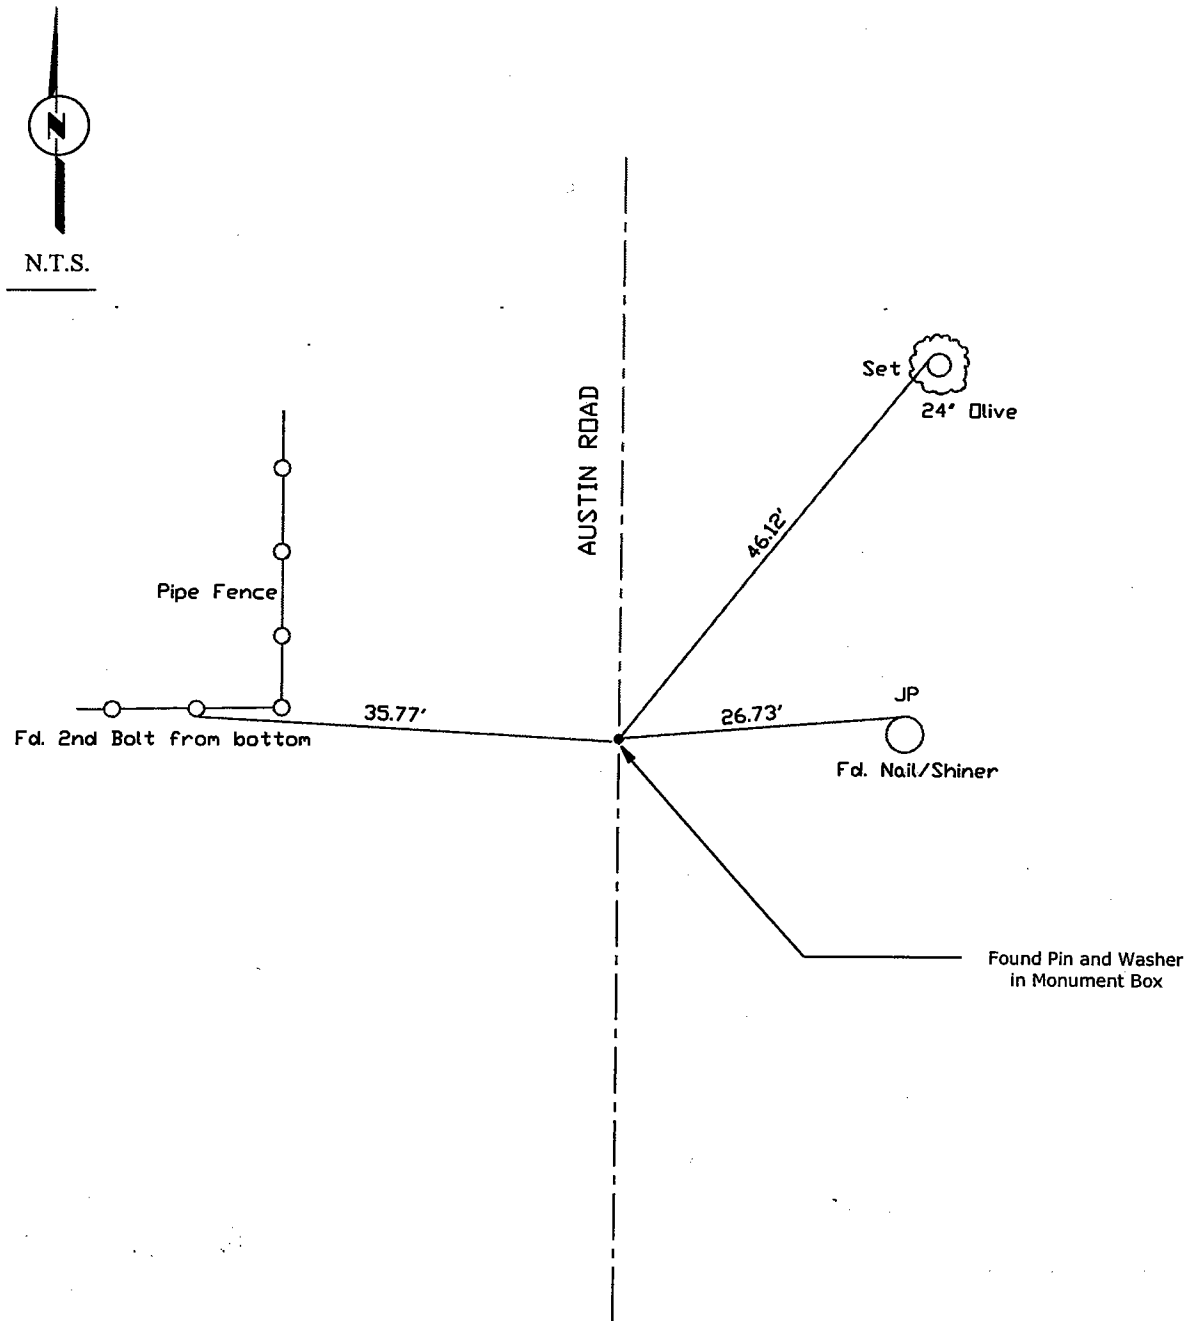 N
N.T.S.
AUSTIN ROAD
Set
24" Olive
46.12'
Pipe Fence
JP
35.77'
26.73'
Fd. 2nd Bolt from bottom
Fd. Nail/Shiner
Found Pin and Washer
in Monument Box